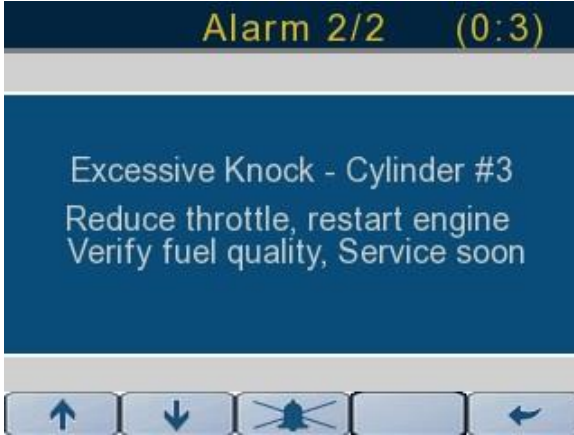 Alarm 2/2 (0:3)
Excessive Knock - Cylinder #3
Reduce throttle, restart engine
Verify fuel quality, Service soon